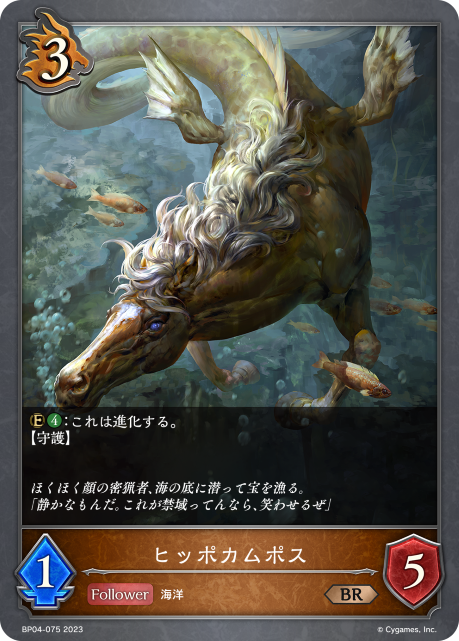 3
E 4:これは進化する。
【守護】
ほくほく顔の密猟者、海の底に潜って宝を漁る。
「静かなもんだ。これが禁域ってんなら、笑わせるぜ」
ヒッポカムポス
1
Follower 海洋
BR
5
BP04-075 2023
© Cygames, Inc.